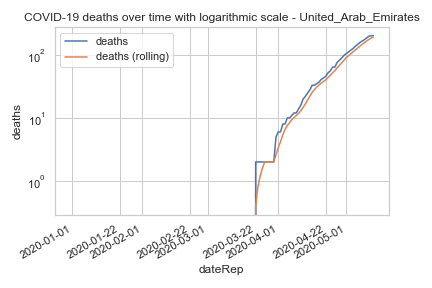 COVID-19 deaths over time with logarithmic scale - United_Arab_Emirates
deaths
deaths (rolling)
deaths
10²
10¹
10⁰
2020-01-01
2020-01-22
2020-02-01
2020-02-22
2020-03-01
2020-03-22
2020-04-01
2020-04-22
2020-05-01
dateRep